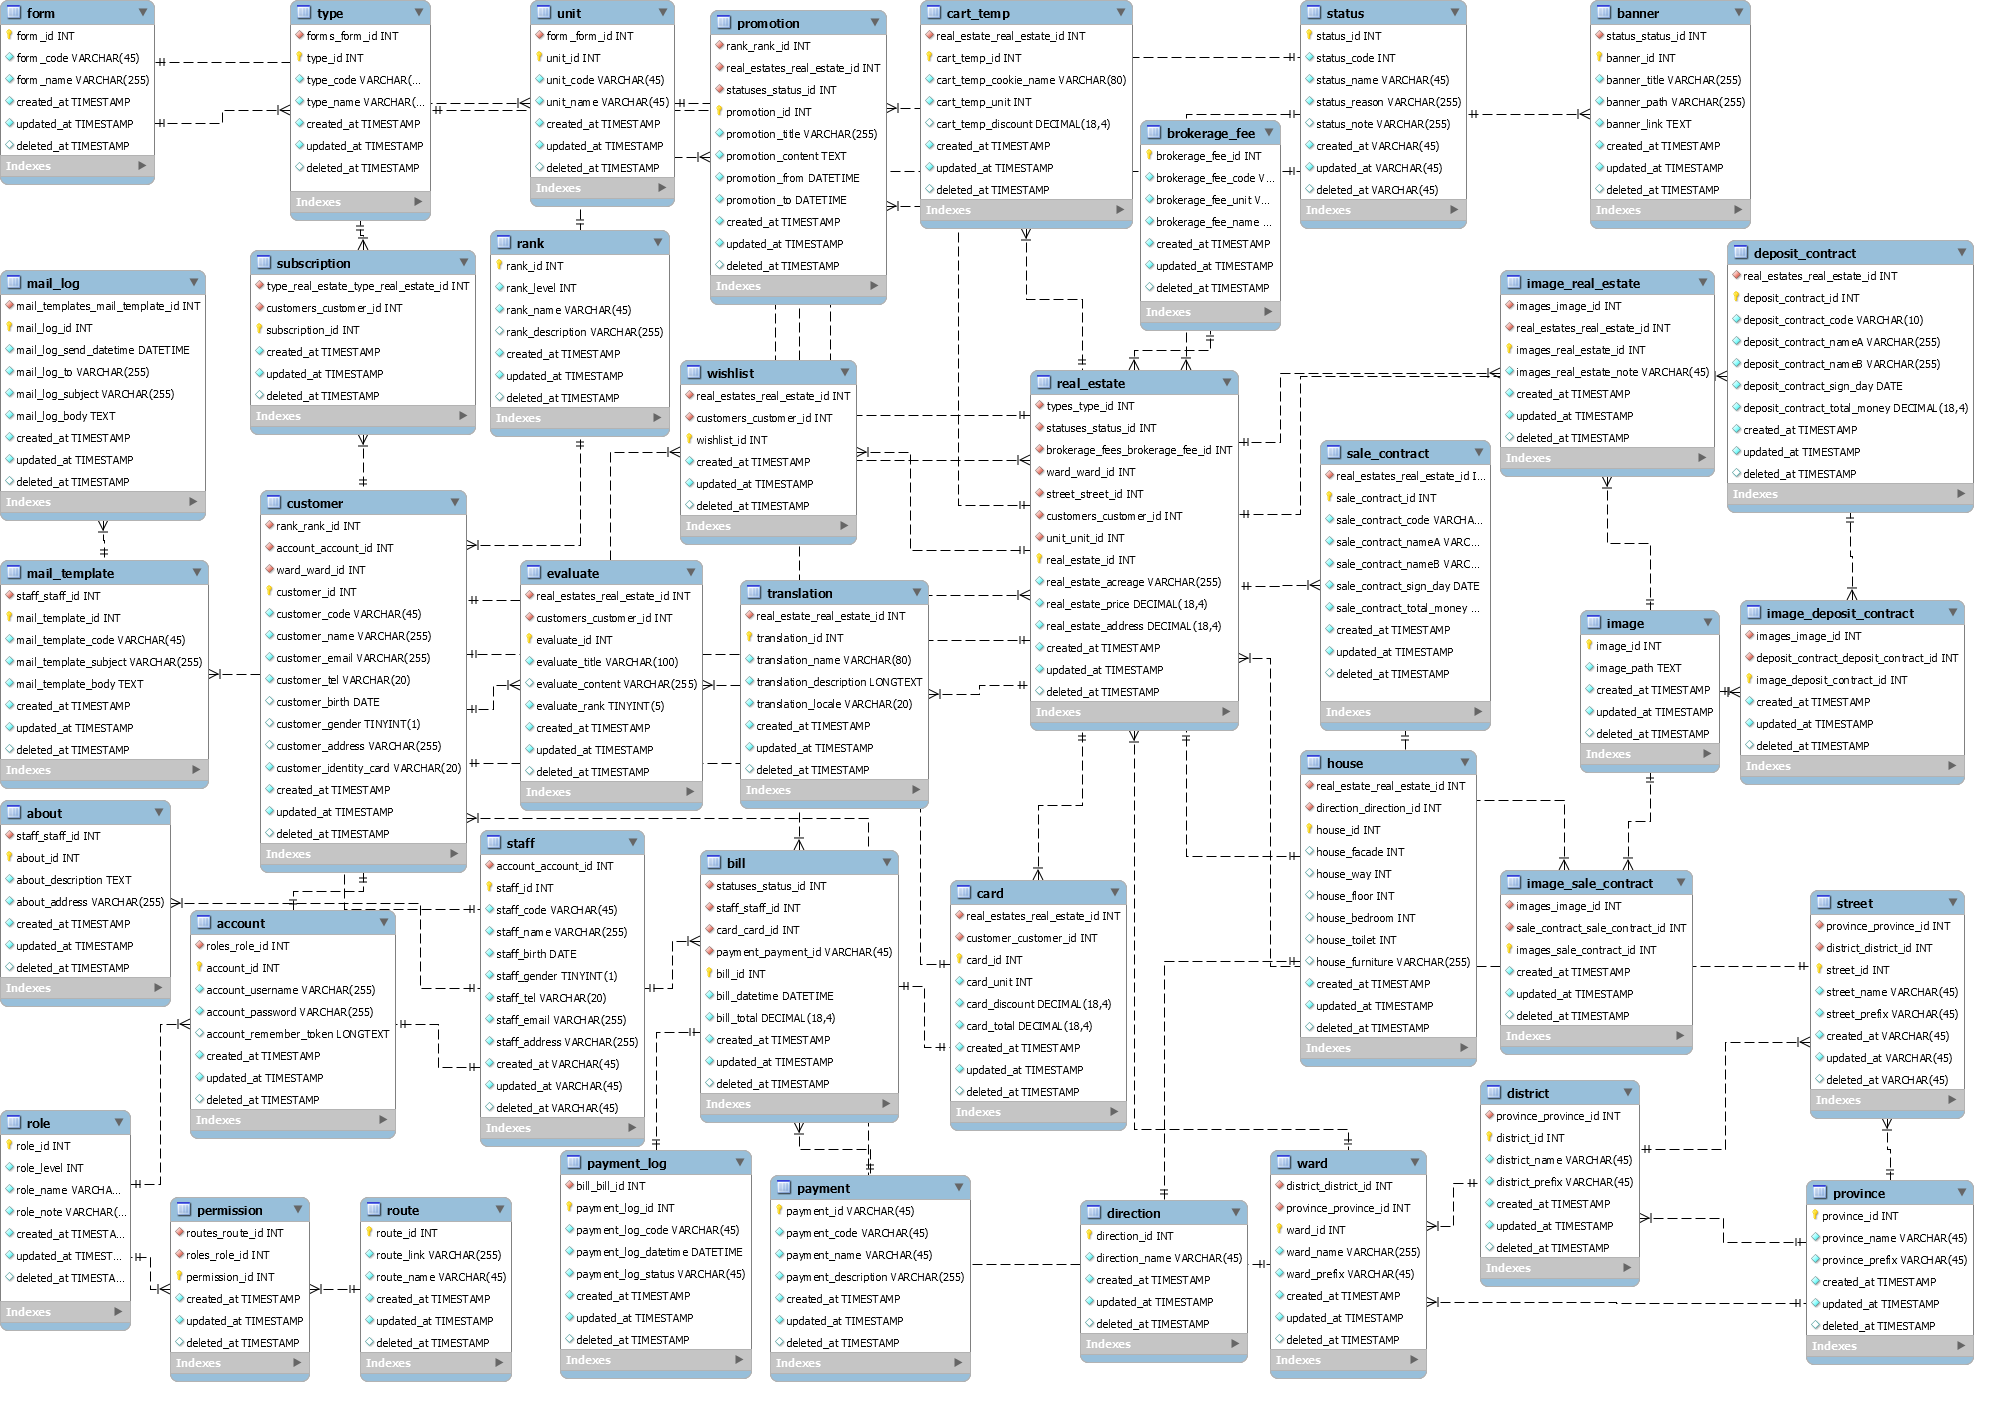 form
form_id INT
form_code VARCHAR(45)
form_name VARCHAR(255)
created_at TIMESTAMP
updated_at TIMESTAMP
deleted_at TIMESTAMP
Indexes
type
forms_form_id INT
type_id INT
type_code VARCHAR(...
type_name VARCHAR(...
created_at TIMESTAMP
updated_at TIMESTAMP
deleted_at TIMESTAMP
Indexes
unit
form_form_id INT
unit_id INT
unit_code VARCHAR(45)
unit_name VARCHAR(45)
created_at TIMESTAMP
updated_at TIMESTAMP
deleted_at TIMESTAMP
Indexes
promotion
rank_rank_id INT
real_estates_real_estate_id INT
statuses_status_id INT
promotion_id INT
promotion_title VARCHAR(255)
promotion_content TEXT
promotion_from DATETIME
promotion_to DATETIME
created_at TIMESTAMP
updated_at TIMESTAMP
deleted_at TIMESTAMP
Indexes
cart_temp
real_estate_real_estate_id INT
cart_temp_id INT
cart_temp_cookie_name VARCHAR(80)
cart_temp_unit INT
cart_temp_discount DECIMAL(18,4)
created_at TIMESTAMP
updated_at TIMESTAMP
deleted_at TIMESTAMP
Indexes
brokerage_fee
brokerage_fee_id INT
brokerage_fee_code V...
brokerage_fee_unit V...
brokerage_fee_name ...
created_at TIMESTAMP
updated_at TIMESTAMP
deleted_at TIMESTAMP
Indexes
status
status_id INT
status_code INT
status_name VARCHAR(45)
status_reason VARCHAR(255)
status_note VARCHAR(255)
created_at VARCHAR(45)
updated_at VARCHAR(45)
deleted_at VARCHAR(45)
Indexes
banner
status_status_id INT
banner_id INT
banner_title VARCHAR(255)
banner_path VARCHAR(255)
banner_link TEXT
created_at TIMESTAMP
updated_at TIMESTAMP
deleted_at TIMESTAMP
Indexes
mail_log
mail_templates_mail_template_id INT
mail_log_id INT
mail_log_send_datetime DATETIME
mail_log_to VARCHAR(255)
mail_log_subject VARCHAR(255)
mail_log_body TEXT
created_at TIMESTAMP
updated_at TIMESTAMP
deleted_at TIMESTAMP
Indexes
subscription
type_real_estate_type_real_estate_id INT
customers_customer_id INT
subscription_id INT
created_at TIMESTAMP
updated_at TIMESTAMP
deleted_at TIMESTAMP
Indexes
rank
rank_id INT
rank_level INT
rank_name VARCHAR(45)
rank_description VARCHAR(255)
created_at TIMESTAMP
updated_at TIMESTAMP
deleted_at TIMESTAMP
Indexes
wishlist
real_estates_real_estate_id INT
customers_customer_id INT
wishlist_id INT
created_at TIMESTAMP
updated_at TIMESTAMP
deleted_at TIMESTAMP
Indexes
real_estate
types_type_id INT
statuses_status_id INT
brokerage_fees_brokerage_fee_id INT
ward_ward_id INT
street_street_id INT
customers_customer_id INT
unit_unit_id INT
real_estate_id INT
real_estate_acreage VARCHAR(255)
real_estate_price DECIMAL(18,4)
real_estate_address DECIMAL(18,4)
created_at TIMESTAMP
updated_at TIMESTAMP
deleted_at TIMESTAMP
Indexes
sale_contract
real_estates_real_estate_id I...
sale_contract_id INT
sale_contract_code VARCHA...
sale_contract_nameA VARC...
sale_contract_nameB VARC...
sale_contract_sign_day DATE
sale_contract_total_money ...
created_at TIMESTAMP
updated_at TIMESTAMP
deleted_at TIMESTAMP
Indexes
image_real_estate
images_image_id INT
real_estates_real_estate_id INT
images_real_estate_id INT
images_real_estate_note VARCHAR(45)
created_at TIMESTAMP
updated_at TIMESTAMP
deleted_at TIMESTAMP
Indexes
deposit_contract
real_estates_real_estate_id INT
deposit_contract_id INT
deposit_contract_code VARCHAR(10)
deposit_contract_nameA VARCHAR(255)
deposit_contract_nameB VARCHAR(255)
deposit_contract_sign_day DATE
deposit_contract_total_money DECIMAL(18,4)
created_at TIMESTAMP
updated_at TIMESTAMP
deleted_at TIMESTAMP
Indexes
mail_template
staff_staff_id INT
mail_template_id INT
mail_template_code VARCHAR(45)
mail_template_subject VARCHAR(255)
mail_template_body TEXT
created_at TIMESTAMP
updated_at TIMESTAMP
deleted_at TIMESTAMP
Indexes
customer
rank_rank_id INT
account_account_id INT
ward_ward_id INT
customer_id INT
customer_code VARCHAR(45)
customer_name VARCHAR(255)
customer_email VARCHAR(255)
customer_tel VARCHAR(20)
customer_birth DATE
customer_gender TINYINT(1)
customer_address VARCHAR(255)
customer_identity_card VARCHAR(20)
created_at TIMESTAMP
updated_at TIMESTAMP
deleted_at TIMESTAMP
Indexes
evaluate
real_estates_real_estate_id INT
customers_customer_id INT
evaluate_id INT
evaluate_title VARCHAR(100)
evaluate_content VARCHAR(255)
evaluate_rank TINYINT(5)
created_at TIMESTAMP
updated_at TIMESTAMP
deleted_at TIMESTAMP
Indexes
translation
real_estate_real_estate_id INT
translation_id INT
translation_name VARCHAR(80)
translation_description LONGTEXT
translation_locale VARCHAR(20)
created_at TIMESTAMP
updated_at TIMESTAMP
deleted_at TIMESTAMP
Indexes
image
image_id INT
image_path TEXT
created_at TIMESTAMP
updated_at TIMESTAMP
deleted_at TIMESTAMP
Indexes
image_deposit_contract
images_image_id INT
deposit_contract_deposit_contract_id INT
image_deposit_contract_id INT
created_at TIMESTAMP
updated_at TIMESTAMP
deleted_at TIMESTAMP
Indexes
about
staff_staff_id INT
about_id INT
about_description TEXT
about_address VARCHAR(255)
created_at TIMESTAMP
updated_at TIMESTAMP
deleted_at TIMESTAMP
Indexes
account
roles_role_id INT
account_id INT
account_username VARCHAR(255)
account_password VARCHAR(255)
account_remember_token LONGTEXT
created_at TIMESTAMP
updated_at TIMESTAMP
deleted_at TIMESTAMP
Indexes
staff
account_account_id INT
staff_id INT
staff_code VARCHAR(45)
staff_name VARCHAR(255)
staff_birth DATE
staff_gender TINYINT(1)
staff_tel VARCHAR(20)
staff_email VARCHAR(255)
staff_address VARCHAR(255)
created_at VARCHAR(45)
updated_at VARCHAR(45)
deleted_at VARCHAR(45)
Indexes
bill
statuses_status_id INT
staff_staff_id INT
card_card_id INT
payment_payment_id VARCHAR(45)
bill_id INT
bill_datetime DATETIME
bill_total DECIMAL(18,4)
created_at TIMESTAMP
updated_at TIMESTAMP
deleted_at TIMESTAMP
Indexes
card
real_estates_real_estate_id INT
customer_customer_id INT
card_id INT
card_unit INT
card_discount DECIMAL(18,4)
card_total DECIMAL(18,4)
created_at TIMESTAMP
updated_at TIMESTAMP
deleted_at TIMESTAMP
Indexes
house
real_estate_real_estate_id INT
direction_direction_id INT
house_id INT
house_facade INT
house_way INT
house_floor INT
house_bedroom INT
house_toilet INT
house_furniture VARCHAR(255)
created_at TIMESTAMP
updated_at TIMESTAMP
deleted_at TIMESTAMP
Indexes
image_sale_contract
images_image_id INT
sale_contract_sale_contract_id INT
images_sale_contract_id INT
created_at TIMESTAMP
updated_at TIMESTAMP
deleted_at TIMESTAMP
Indexes
street
province_province_id INT
district_district_id INT
street_id INT
street_name VARCHAR(45)
street_prefix VARCHAR(45)
created_at VARCHAR(45)
updated_at VARCHAR(45)
deleted_at VARCHAR(45)
Indexes
role
role_id INT
role_level INT
role_name VARCHA...
role_note VARCHAR(...
created_at TIMESTA...
updated_at TIMEST...
deleted_at TIMESTA...
Indexes
permission
routes_route_id INT
roles_role_id INT
permission_id INT
created_at TIMESTAMP
updated_at TIMESTAMP
deleted_at TIMESTAMP
Indexes
route
route_id INT
route_link VARCHAR(255)
route_name VARCHAR(45)
created_at TIMESTAMP
updated_at TIMESTAMP
deleted_at TIMESTAMP
Indexes
payment_log
bill_bill_id INT
payment_log_id INT
payment_log_code VARCHAR(45)
payment_log_datetime DATETIME
payment_log_status VARCHAR(45)
created_at TIMESTAMP
updated_at TIMESTAMP
deleted_at TIMESTAMP
Indexes
payment
payment_id VARCHAR(45)
payment_code VARCHAR(45)
payment_name VARCHAR(45)
payment_description VARCHAR(255)
created_at TIMESTAMP
updated_at TIMESTAMP
deleted_at TIMESTAMP
Indexes
direction
direction_id INT
direction_name VARCHAR(45)
created_at TIMESTAMP
updated_at TIMESTAMP
deleted_at TIMESTAMP
Indexes
ward
district_district_id INT
province_province_id INT
ward_id INT
ward_name VARCHAR(255)
ward_prefix VARCHAR(45)
created_at TIMESTAMP
updated_at TIMESTAMP
deleted_at TIMESTAMP
Indexes
district
province_province_id INT
district_id INT
district_name VARCHAR(45)
district_prefix VARCHAR(45)
created_at TIMESTAMP
updated_at TIMESTAMP
deleted_at TIMESTAMP
Indexes
province
province_id INT
province_name VARCHAR(45)
province_prefix VARCHAR(45)
created_at TIMESTAMP
updated_at TIMESTAMP
deleted_at TIMESTAMP
Indexes